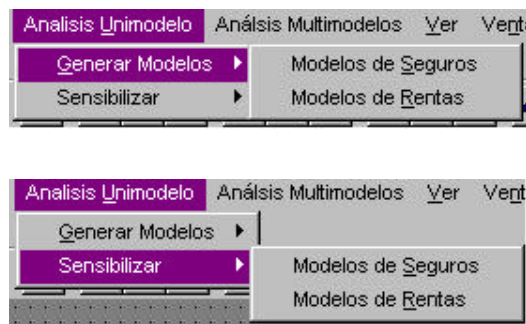 Analisis Unimodelo Análsis Multimodelos Ver
Generar Modelos Modelos de Seguros
Sensibilizar Modelos de Rentas
Analisis Unimodelo Análsis Multimodelos Ver
Generar Modelos
Sensibilizar Modelos de Seguros
Modelos de Rentas